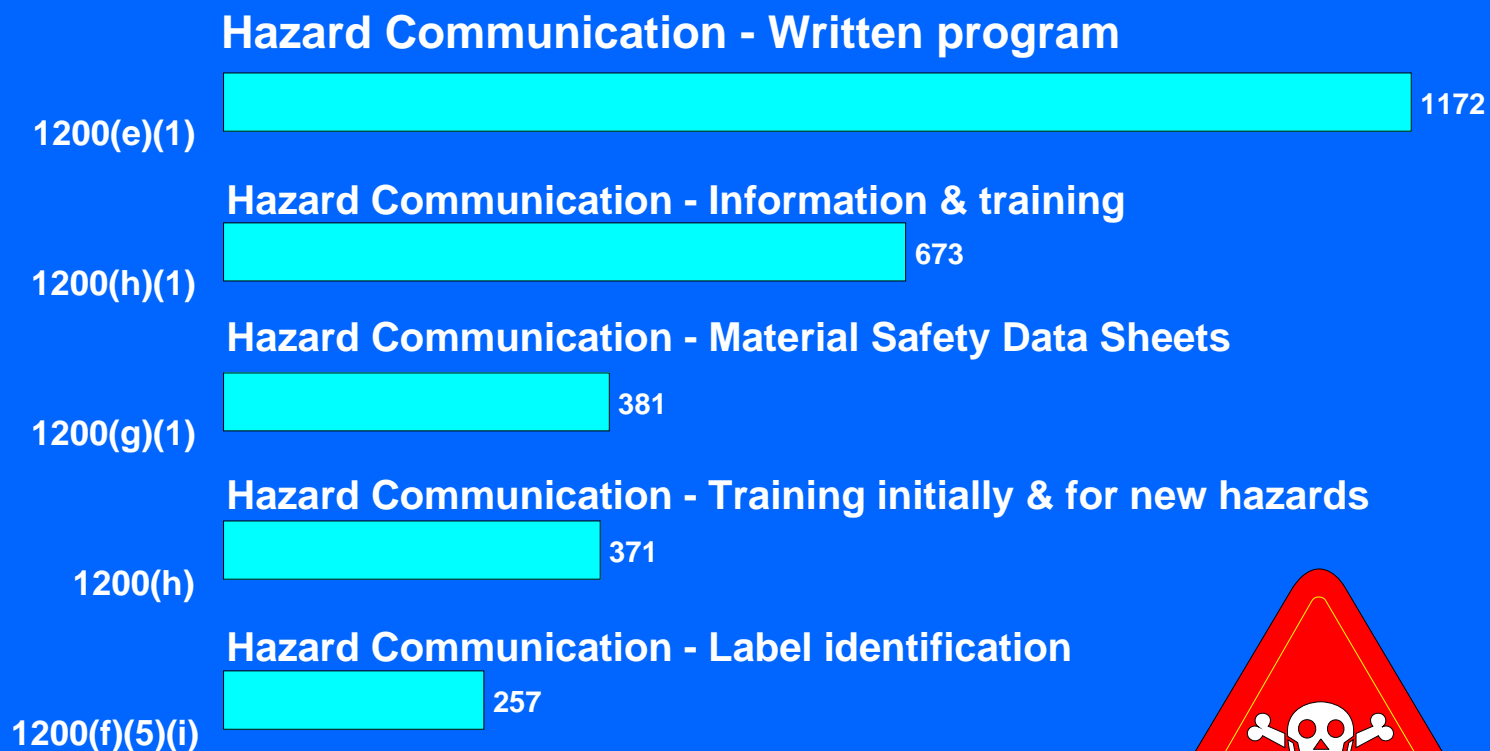 Hazard Communication - Written program
1172
1200(e)(1)
Hazard Communication - Information & training
673
1200(h)(1)
Hazard Communication - Material Safety Data Sheets
381
1200(g)(1)
Hazard Communication - Training initially & for new hazards
371
1200(h)
Hazard Communication - Label identification
257
1200(f)(5)(i)